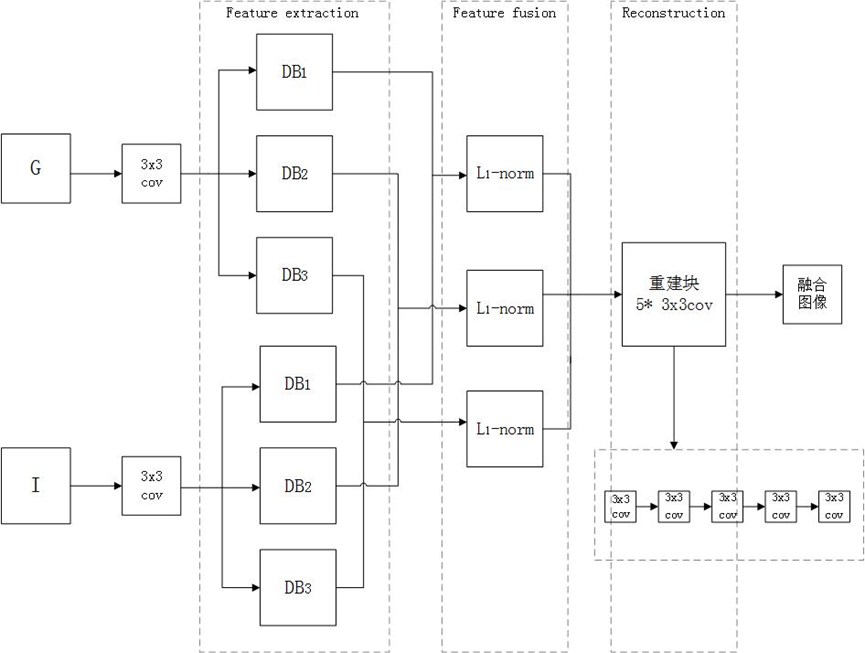 Feature extraction
Feature fusion
Reconstruction
G
3x3
cov
DB1
DB2
DB3
L1-norm
L1-norm
L1-norm
重建块
5* 3x3cov
融合
图像
I
3x3
cov
DB1
DB2
DB3
3x3
cov
3x3
cov
3x3
cov
3x3
cov
3x3
cov